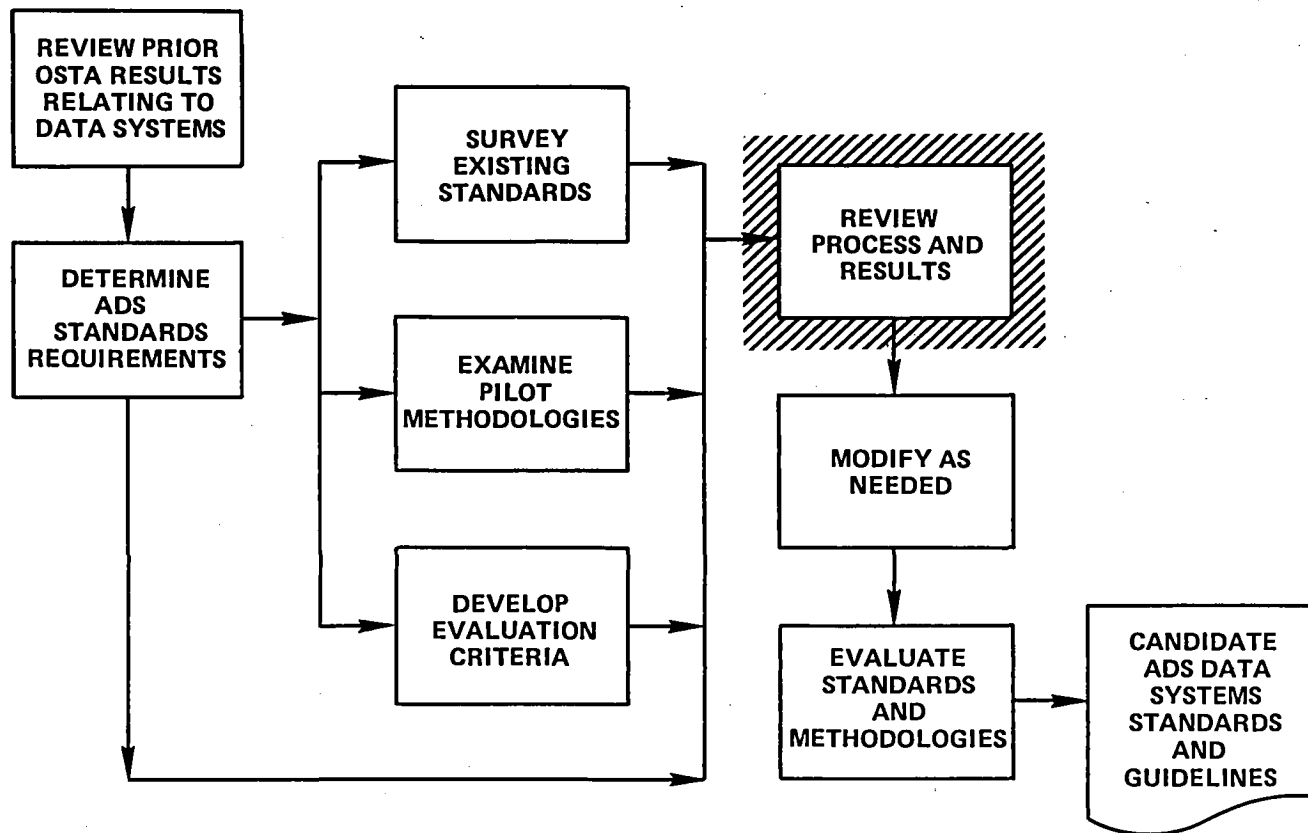 REVIEW PRIOR
OSTA RESULTS
RELATING TO
DATA SYSTEMS
DETERMINE
ADS
STANDARDS
REQUIREMENTS
SURVEY
EXISTING
STANDARDS
EXAMINE
PILOT
METHODOLOGIES
DEVELOP
EVALUATION
CRITERIA
REVIEW
PROCESS AND
RESULTS
MODIFY AS
NEEDED
EVALUATE
STANDARDS
AND
METHODOLOGIES
CANDIDATE
ADS DATA
SYSTEMS
STANDARDS
AND
GUIDELINES